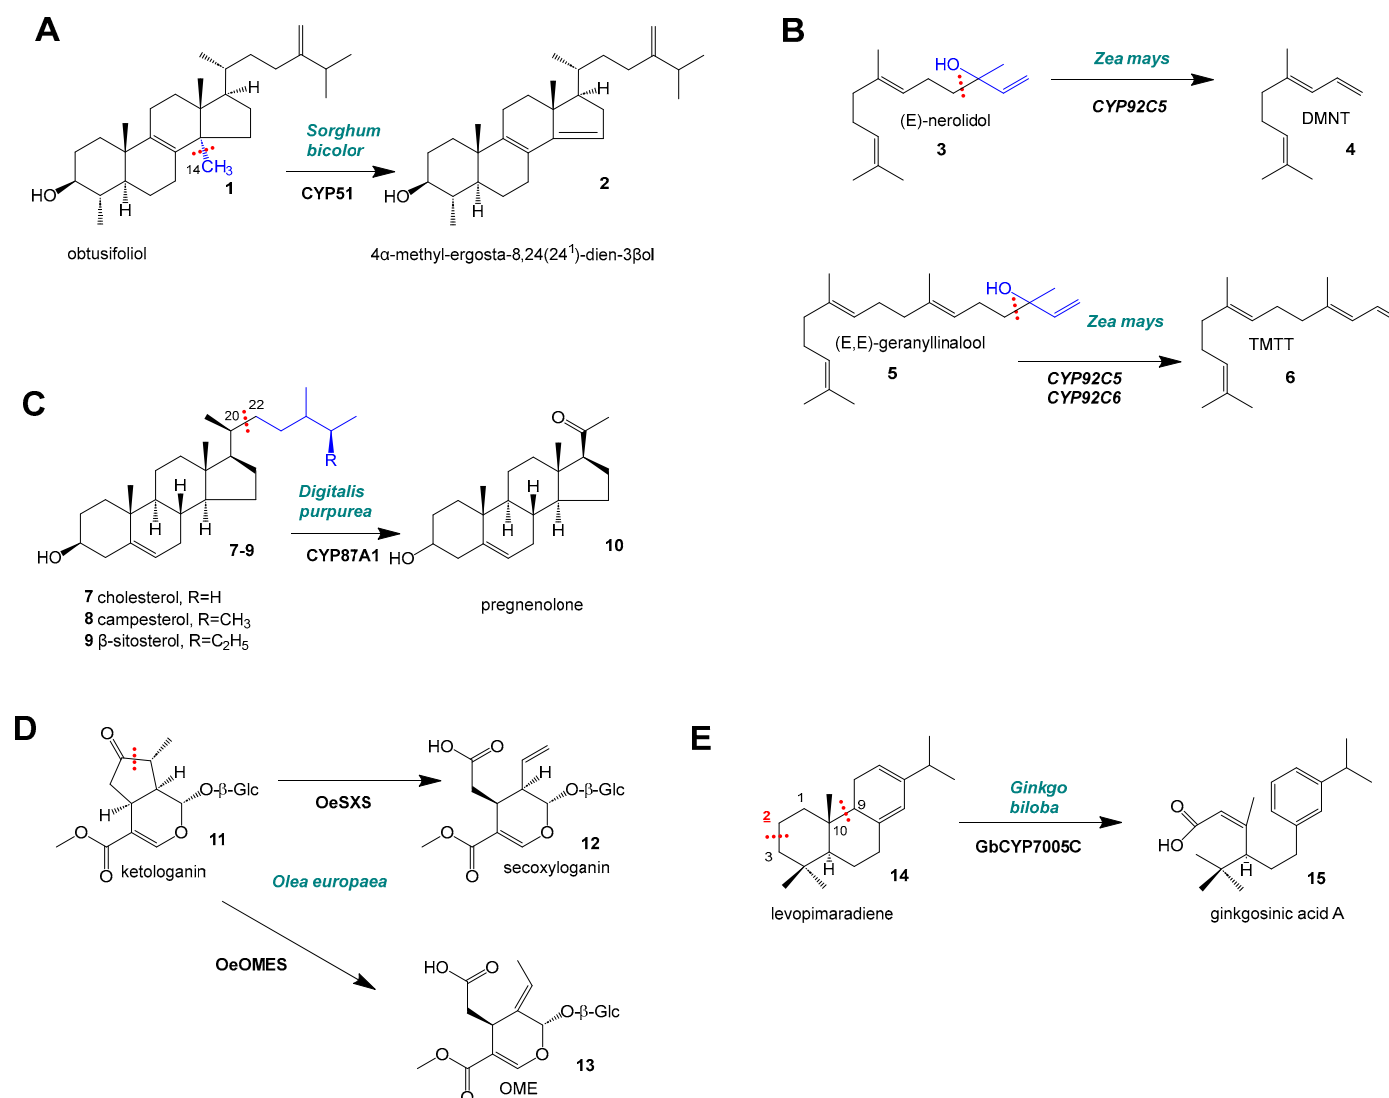 A
H
14
CH3
HO
H
1
obtusifoliol
Sorghum
bicolor
CYP51
H
HO
H
2
4α-methyl-ergosta-8,24(24¹)-dien-3βol
B
HO
(E)-nerolidol
3
Zea mays
CYP92C5
DMNT
4
HO
(E,E)-geranyllinalool
5
Zea mays
CYP92C5
CYP92C6
TMTT
6
C
20
22
R
H
H
H
HO
7-9
7 cholesterol, R=H
8 campesterol, R=CH3
9 β-sitosterol, R=C2H5
Digitalis
purpurea
CYP87A1
O
H
H
H
HO
10
pregnenolone
D
O
H
O-β-Glc
H
O
O
O
11
ketologanin
OeSXS
HO
O
H
O-β-Glc
O
O
O
12
secoxyloganin
Olea europaea
OeOMES
HO
O
O-β-Glc
O
O
O
13
OME
E
1
2
9
10
3
H
14
levopimaradiene
Ginkgo
biloba
GbCYP7005C
O
HO
H
15
ginkgosinic acid A